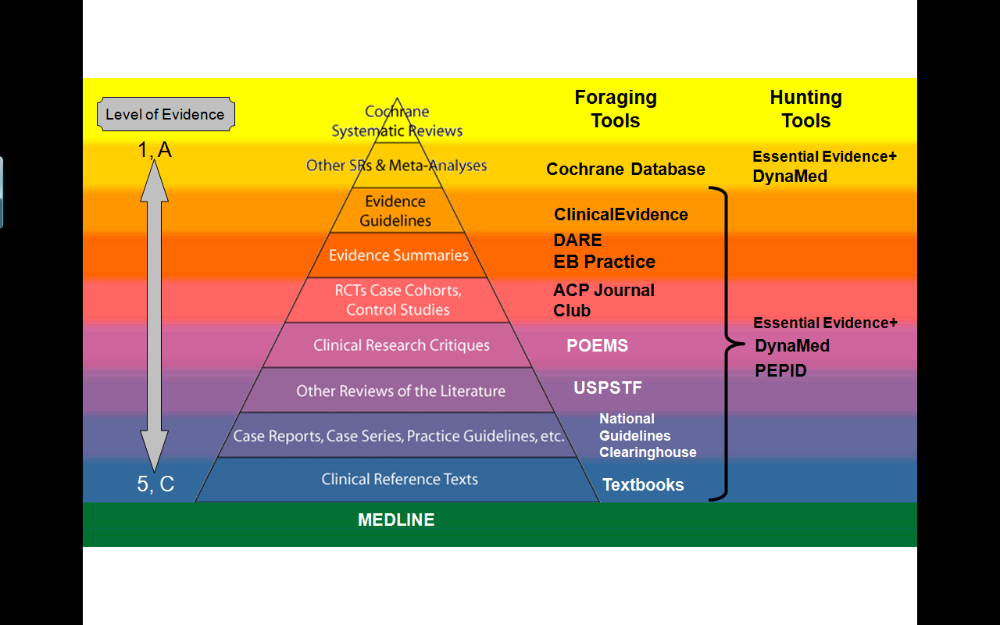 Level of Evidence
1, A
5, C
Cochrane
Systematic Reviews
Other SRs & Meta-Analyses
Evidence
Guidelines
Evidence Summaries
RCTs Case Cohorts,
Control Studies
Clinical Research Critiques
Other Reviews of the Literature
Case Reports, Case Series, Practice Guidelines, etc.
Clinical Reference Texts
MEDLINE
Foraging
Tools
Cochrane Database
ClinicalEvidence
DARE
EB Practice
ACP Journal
Club
POEMS
USPSTF
National
Guidelines
Clearinghouse
Textbooks
Hunting
Tools
Essential Evidence+
DynaMed
Essential Evidence+
DynaMed
PEPID